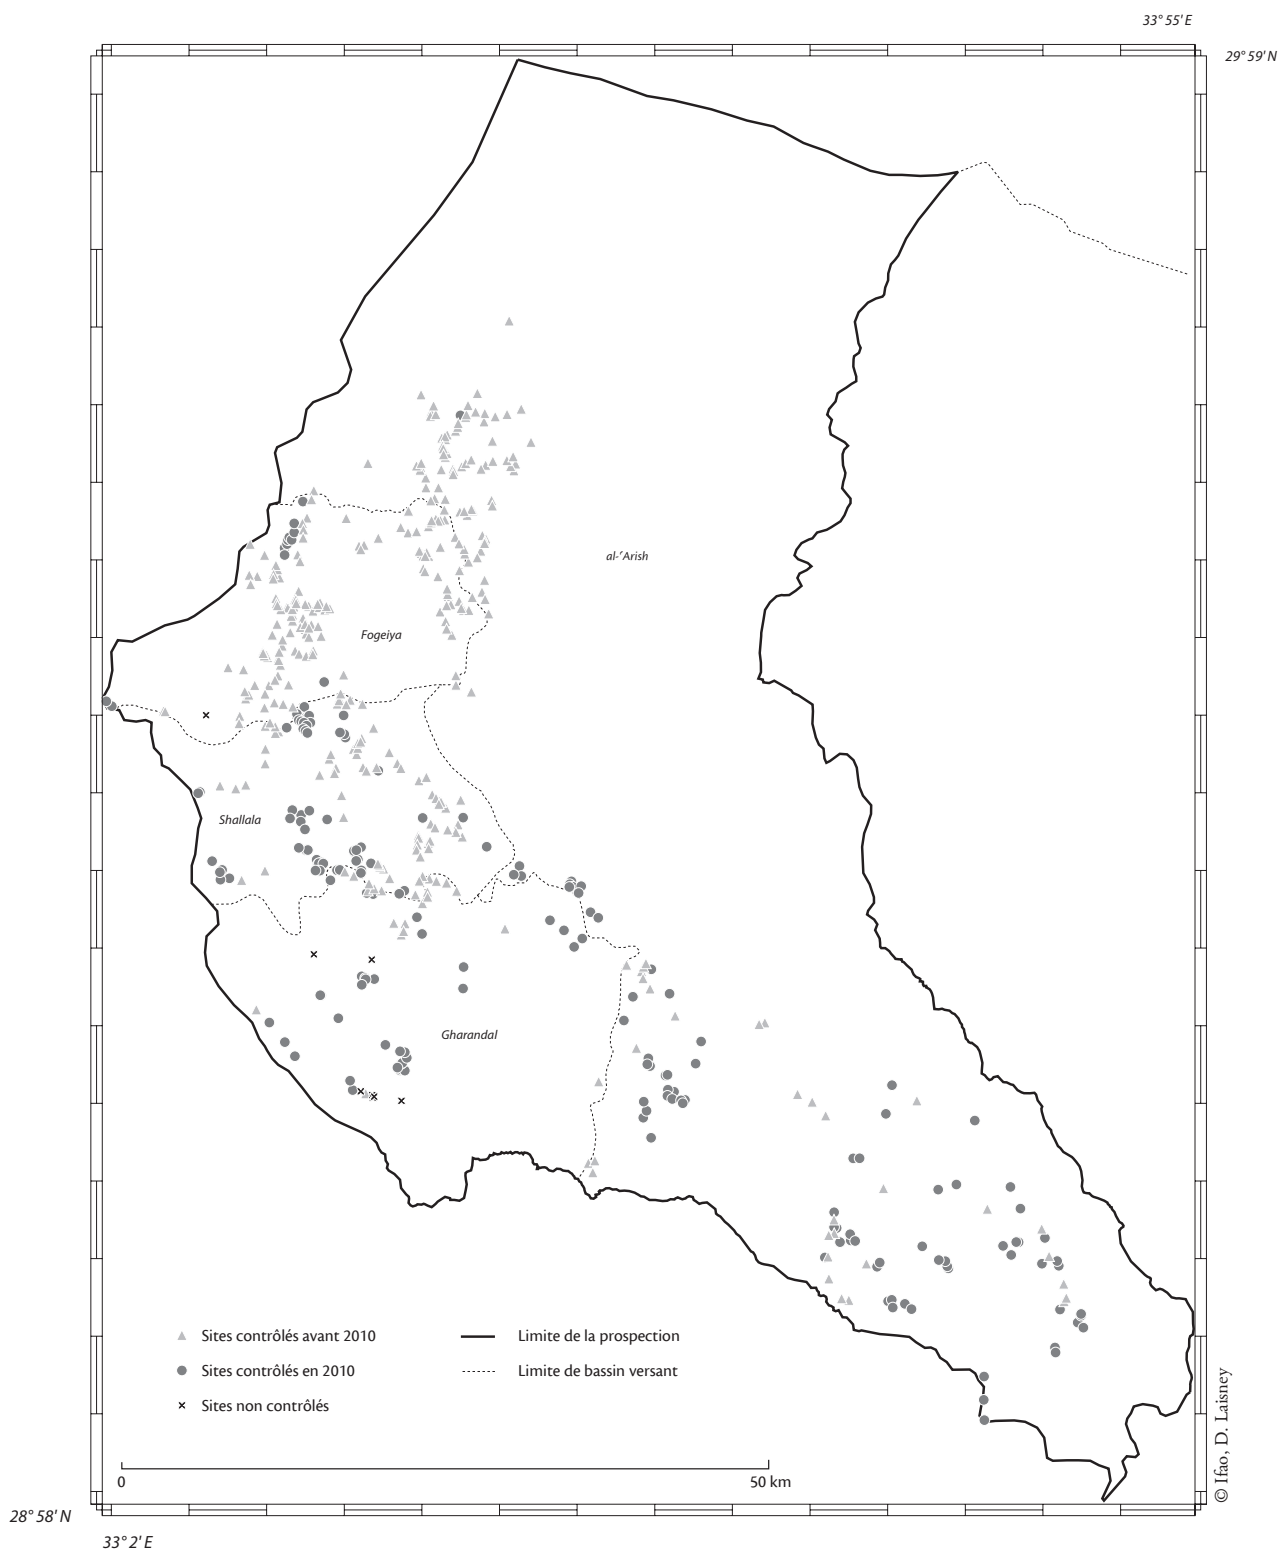 33° 55' E
29° 59' N
al-ʿArish
Fogeiya
Shallala
Gharandal
Sites contrôlés avant 2010
Limite de la prospection
Sites contrôlés en 2010
Limite de bassin versant
Sites non contrôlés
0
50 km
© Ifao, D. Laisney
28° 58' N
33° 2' E